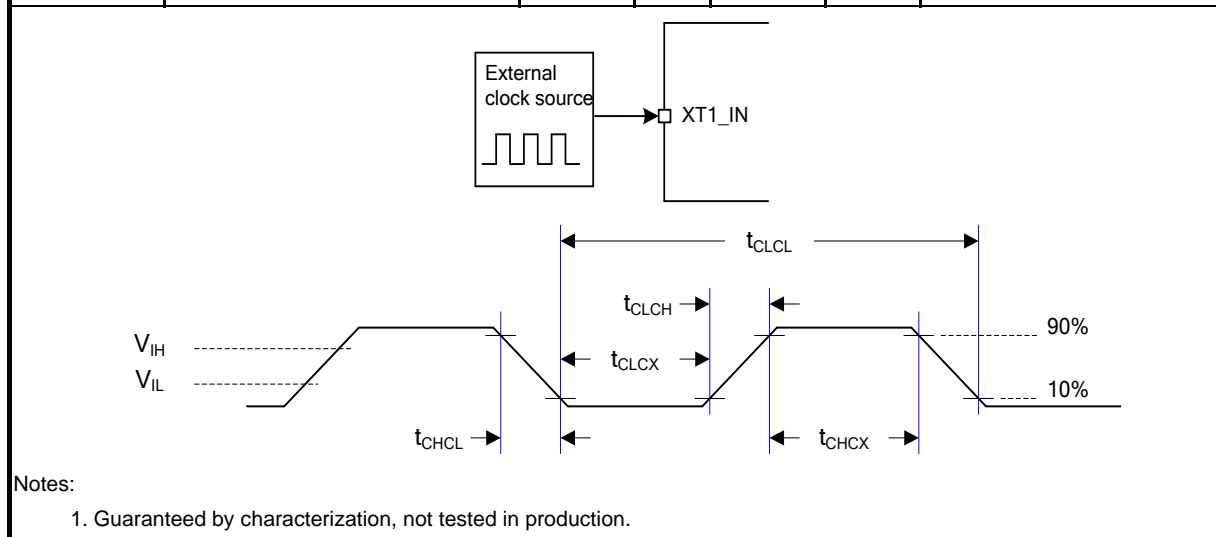 External
clock source
XT1_IN
tCLCL
tCLCH
90%
VIH
tCLCX
VIL
10%
tCHCL
tCHCX
Notes:
1. Guaranteed by characterization, not tested in production.